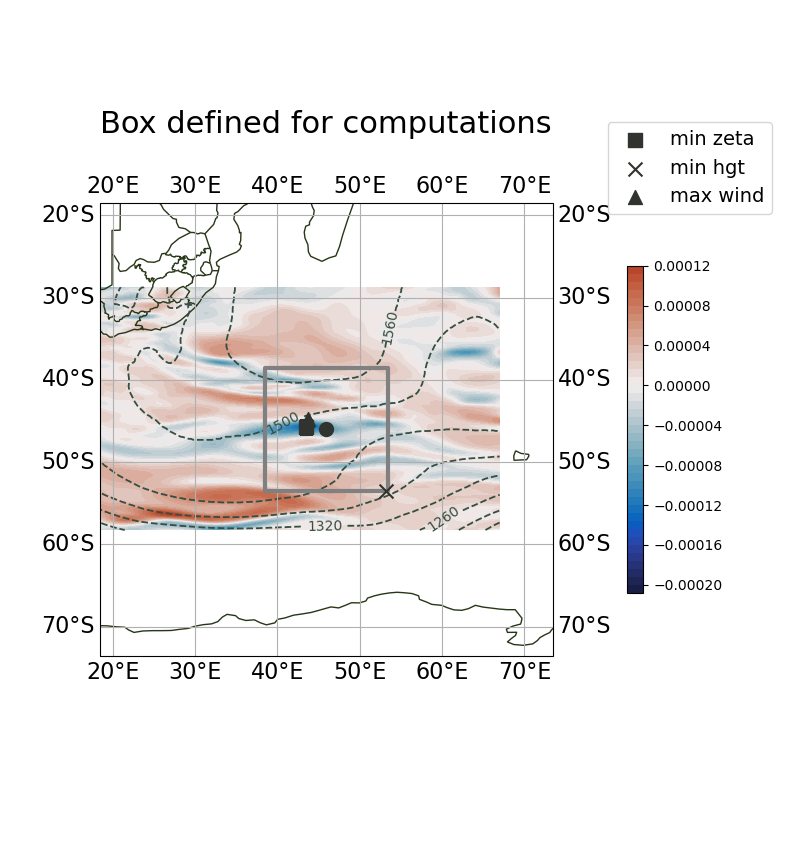 Box defined for computations
min zeta
min hgt
max wind
20°E 30°E 40°E 50°E 60°E 70°E
20°S 20°S
30°S 30°S
40°S 40°S
50°S 50°S
60°S 60°S
70°S 70°S
20°E 30°E 40°E 50°E 60°E 70°E
1560
1500
1320
1260
0.00012
0.00008
0.00004
0.00000
−0.00004
−0.00008
−0.00012
−0.00016
−0.00020